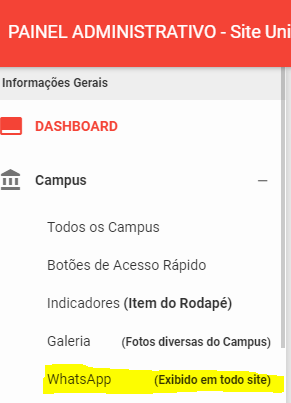 PAINEL ADMINISTRATIVO - Site Uni
Informações Gerais
DASHBOARD
Campus
Todos os Campus
Botões de Acesso Rápido
Indicadores (Item do Rodapé)
Galeria (Fotos diversas do Campus)
WhatsApp (Exibido em todo site)